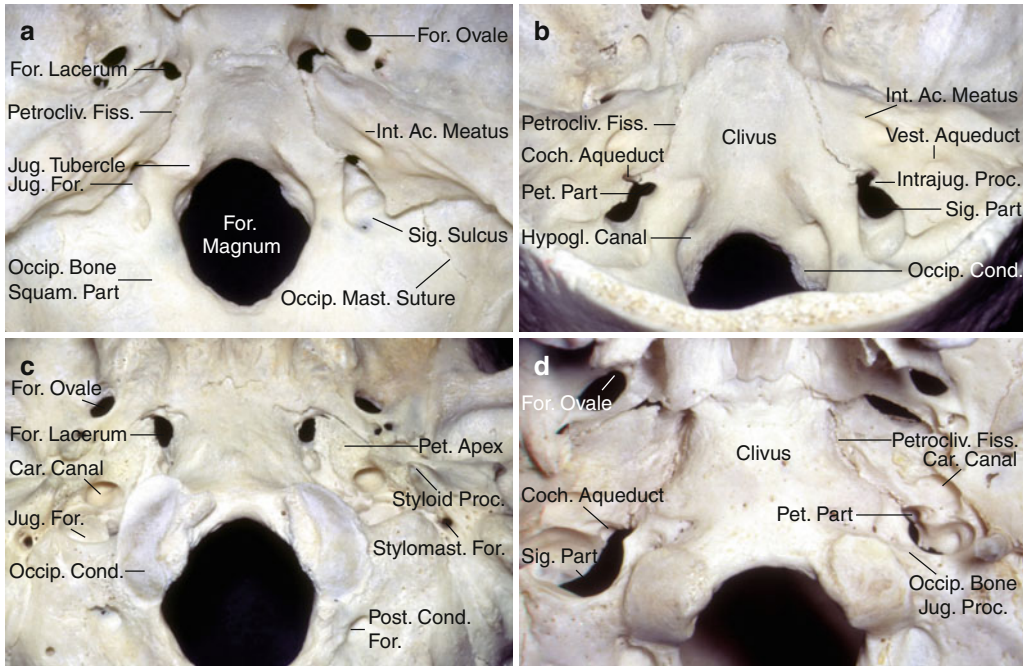 a
For. Ovale
For. Lacerum
Petrocliv. Fiss.
Int. Ac. Meatus
Jug. Tubercle
Jug. For.
For.
Magnum
Sig. Sulcus
Occip. Bone
Squam. Part
Occip. Mast. Suture
b
Int. Ac. Meatus
Petrocliv. Fiss.
Clivus
Vest. Aqueduct
Coch. Aqueduct
Pet. Part
Intrajug. Proc.
Sig. Part
Hypogl. Canal
Occip. Cond.
c
For. Ovale
For. Lacerum
Pet. Apex
Car. Canal
Styloid Proc.
Jug. For.
Stylomast. For.
Occip. Cond.
Post. Cond.
For.
d
For. Ovale
Petrocliv. Fiss.
Clivus
Car. Canal
Coch. Aqueduct
Pet. Part
Sig. Part
Occip. Bone
Jug. Proc.